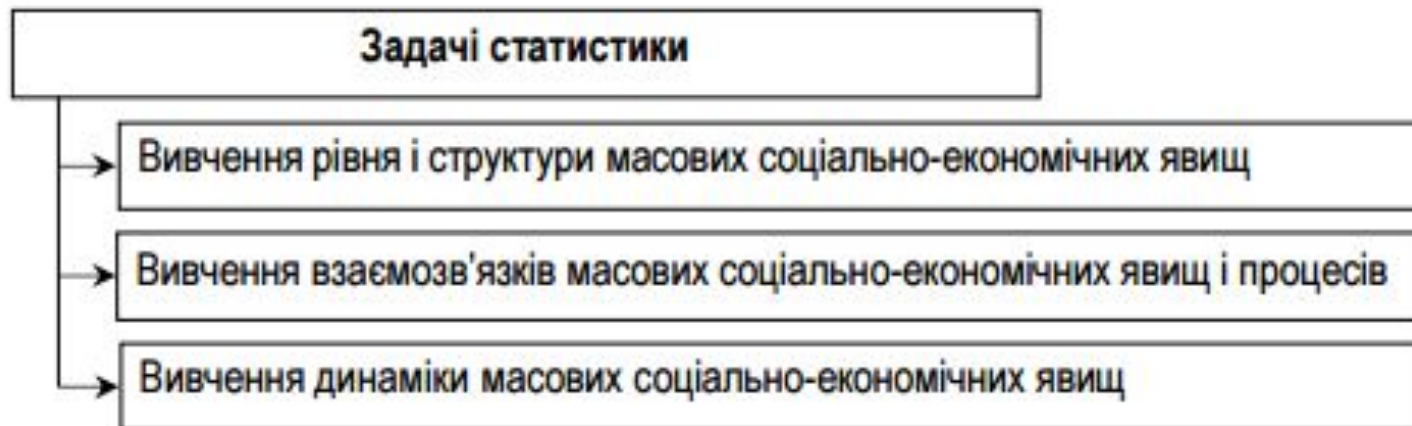 Задачі статистики
Вивчення рівня і структури масових соціально-економічних явищ
Вивчення взаємозв'язків масових соціально-економічних явищ і процесів
Вивчення динаміки масових соціально-економічних явищ